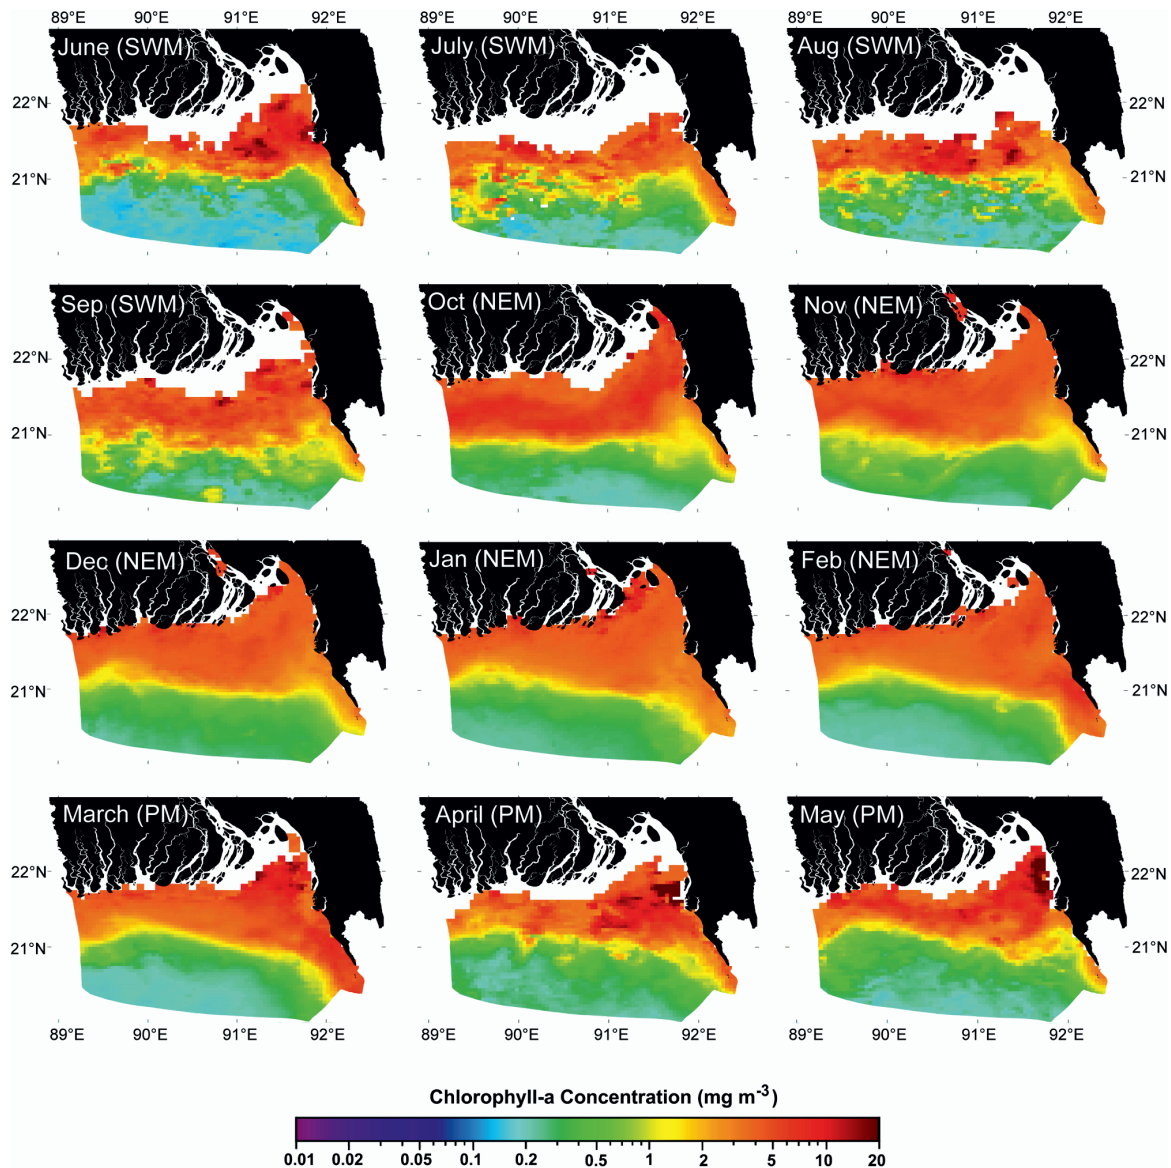 89°E 90°E 91°E 92°E 89°E 90°E 91°E 92°E 89°E 90°E 91°E 92°E
June (SWM) July (SWM) Aug (SWM)
22°N 22°N
21°N 21°N
Sep (SWM) Oct (NEM) Nov (NEM)
22°N 22°N
21°N 21°N
Dec (NEM) Jan (NEM) Feb (NEM)
22°N 22°N
21°N 21°N
March (PM) April (PM) May (PM)
22°N 22°N
21°N 21°N
89°E 90°E 91°E 92°E 89°E 90°E 91°E 92°E 89°E 90°E 91°E 92°E
Chlorophyll-a Concentration (mg m⁻³)
0.01 0.02 0.05 0.1 0.2 0.5 1 2 5 10 20